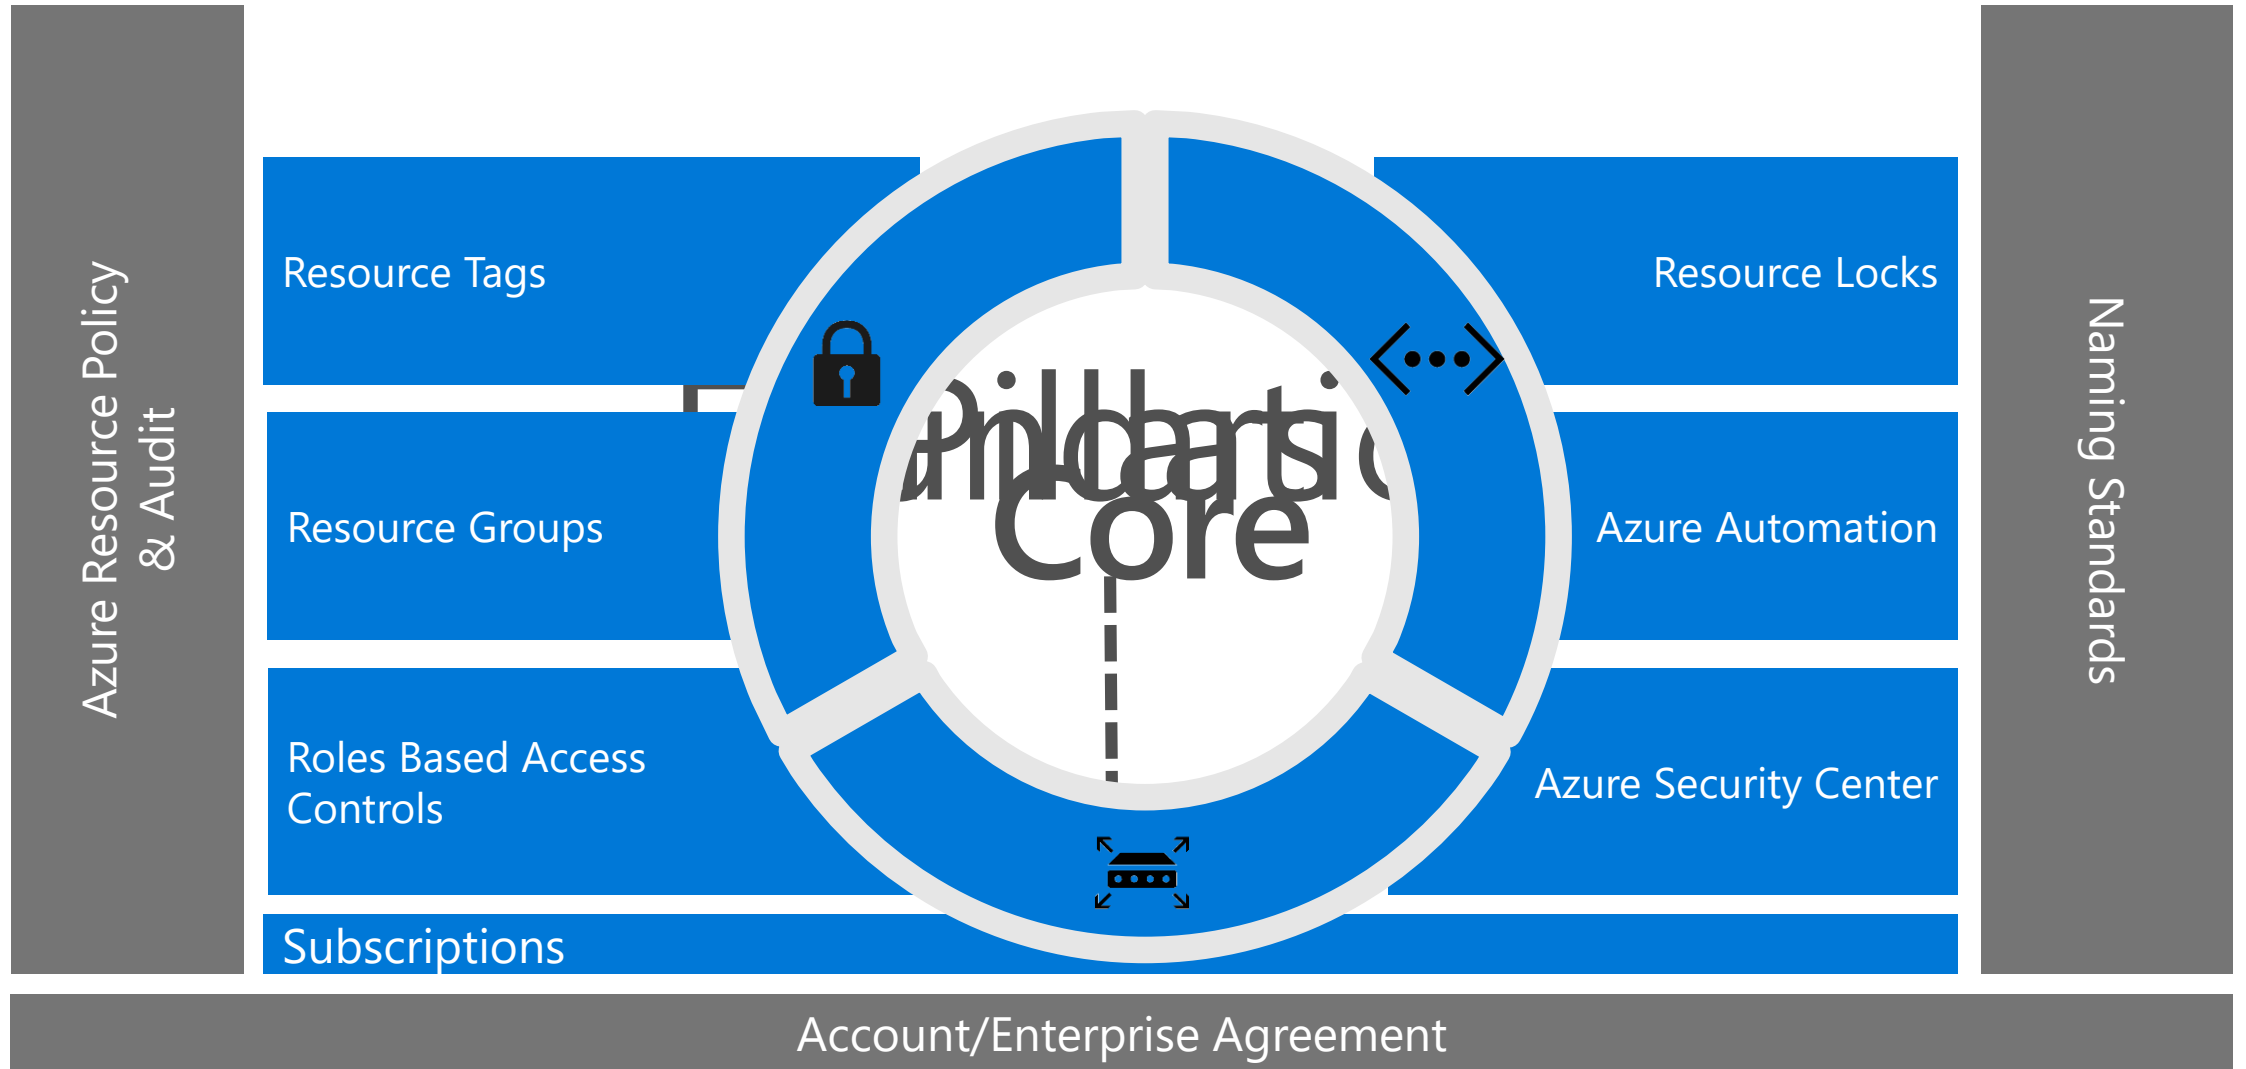 Azure Resource Policy
& Audit
Resource Tags
Resource Groups
Roles Based Access
Controls
Subscriptions
Pillars
Core
Resource Locks
Azure Automation
Azure Security Center
Naming Standards
Account/Enterprise Agreement